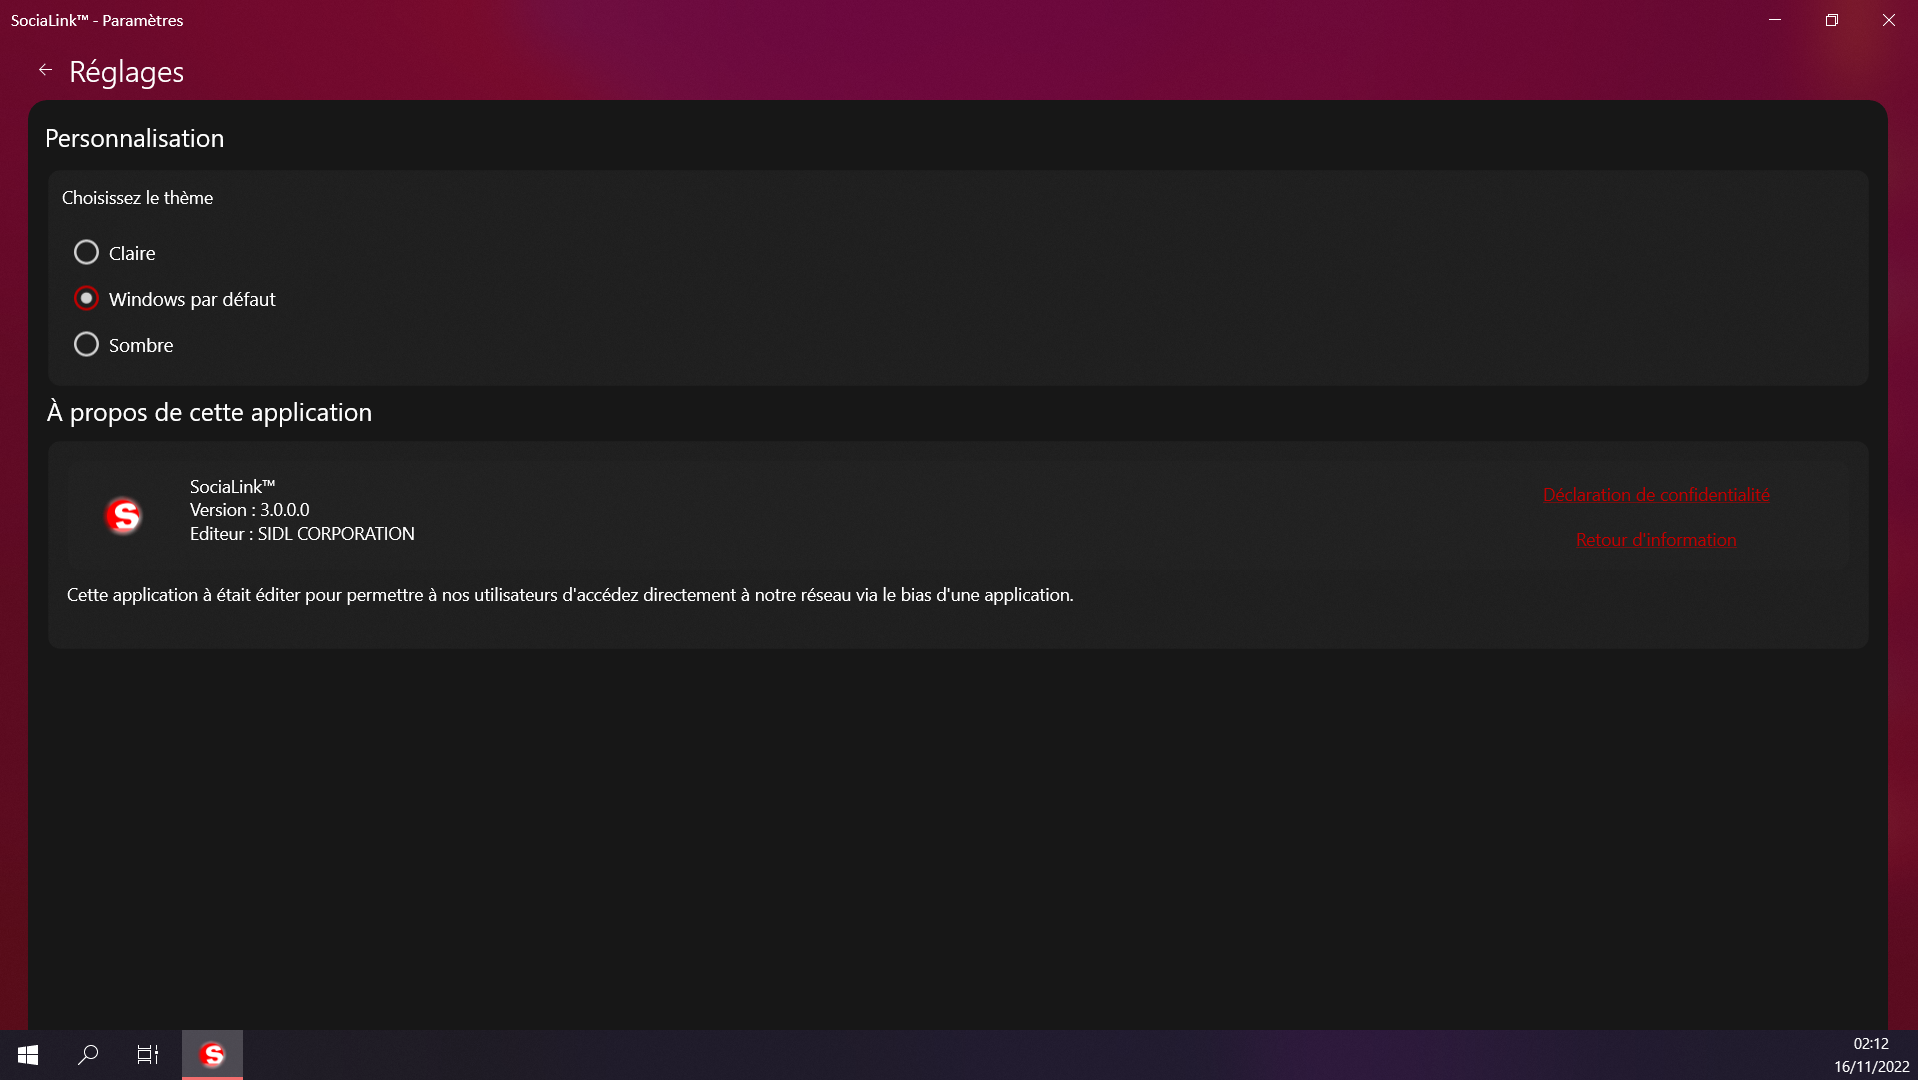 SociaLink™ - Paramètres
Réglages
Personnalisation
Choisissez le thème
Claire
Windows par défaut
Sombre
À propos de cette application
S
SociaLink™
Version : 3.0.0.0
Editeur : SIDL CORPORATION
Déclaration de confidentialité
Retour d'information
Cette application à était éditer pour permettre à nos utilisateurs d'accédez directement à notre réseau via le bias d'une application.
S
02:12
16/11/2022